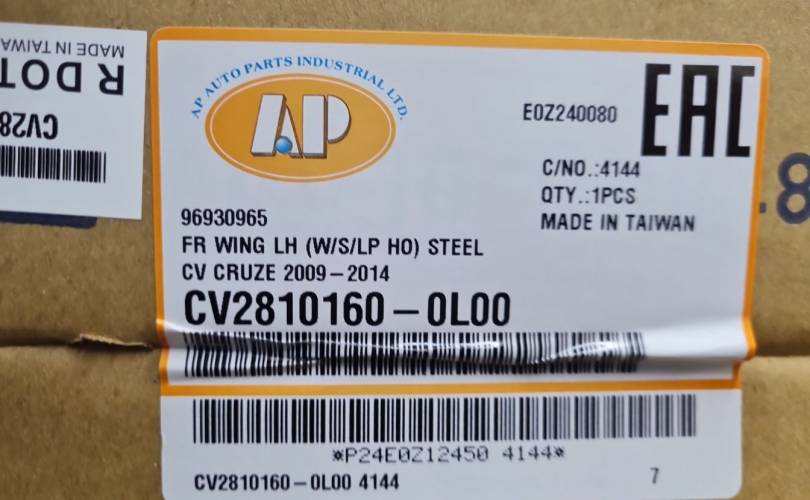 MADE IN TAIWA
R DOT
CV28
AP AUTO PARTS INDUSTRIAL LTD.
AP
E0Z240080
EAC
C/NO.:4144
QTY.:1PCS
MADE IN TAIWAN
96930965
FR WING LH (W/S/LP HO) STEEL
CV CRUZE 2009-2014
CV2810160-0L00
*P24E0Z12450 4144*
CV2810160-0L00 4144
7
8